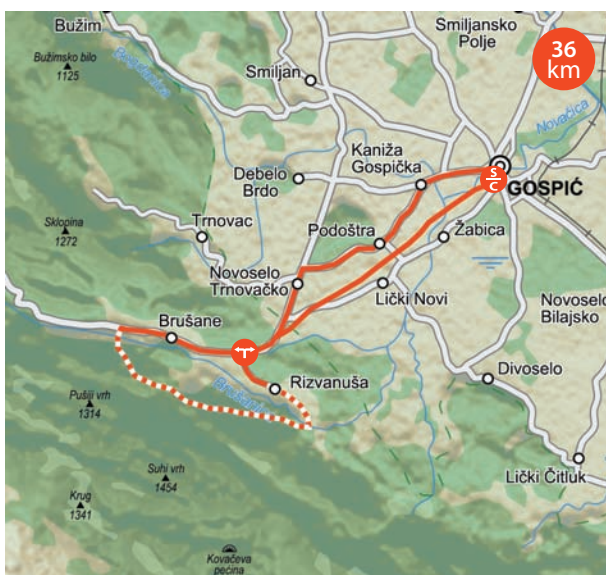 Bužim
Bužimsko bilo
1125
Smiljansko
Polje
36
km
Smiljan
Novačica
Kaniža
Gospićka
Debelo
Brdo
S
C
GOSPIĆ
Sklopina
1272
Trnovac
Podoštra
Žabica
Novoselo
Trnovačko
Lički Novi
Novoselo
Bilajsko
Brušane
T
Rizvanuša
Divoselo
Pušiji vrh
1314
Suhi vrh
1454
Lički Čitluk
Krug
1341
Kovačeva
pećina